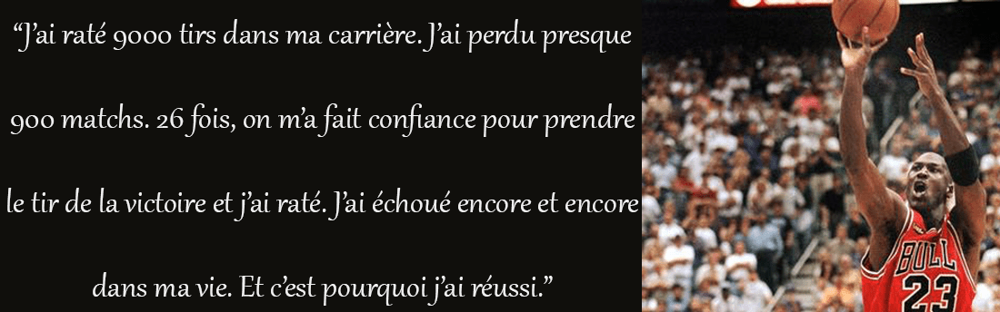 “J’ai raté 9000 tirs dans ma carrière. J’ai perdu presque
900 matchs. 26 fois, on m’a fait confiance pour prendre
le tir de la victoire et j’ai raté. J’ai échoué encore et encore
dans ma vie. Et c’est pourquoi j’ai réussi.”
BULL
23